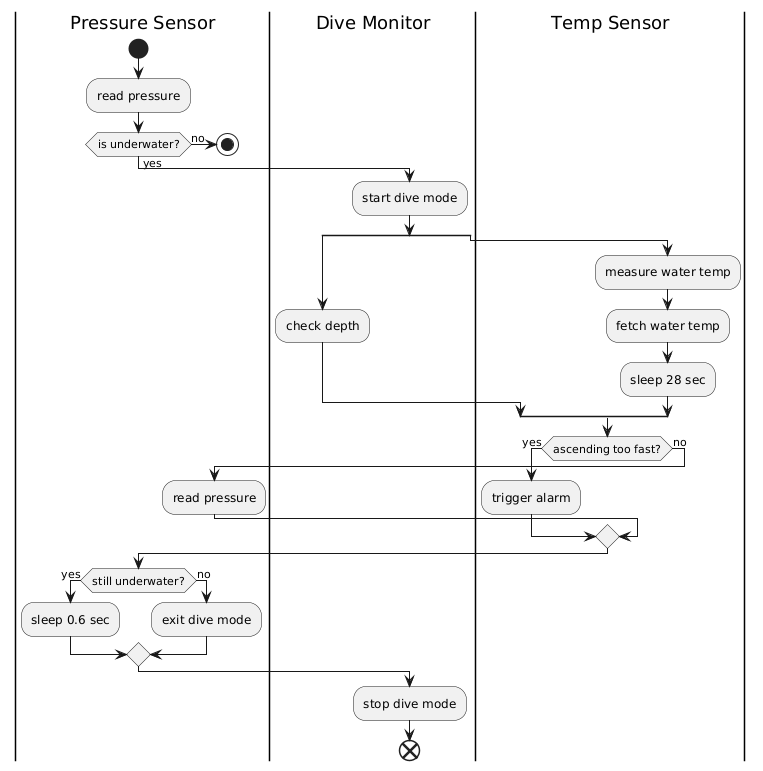 Pressure Sensor
Dive Monitor
Temp Sensor
read pressure
is underwater?
no
yes
start dive mode
measure water temp
check depth
fetch water temp
sleep 28 sec
yes
ascending too fast?
no
read pressure
trigger alarm
yes
still underwater?
no
sleep 0.6 sec
exit dive mode
stop dive mode